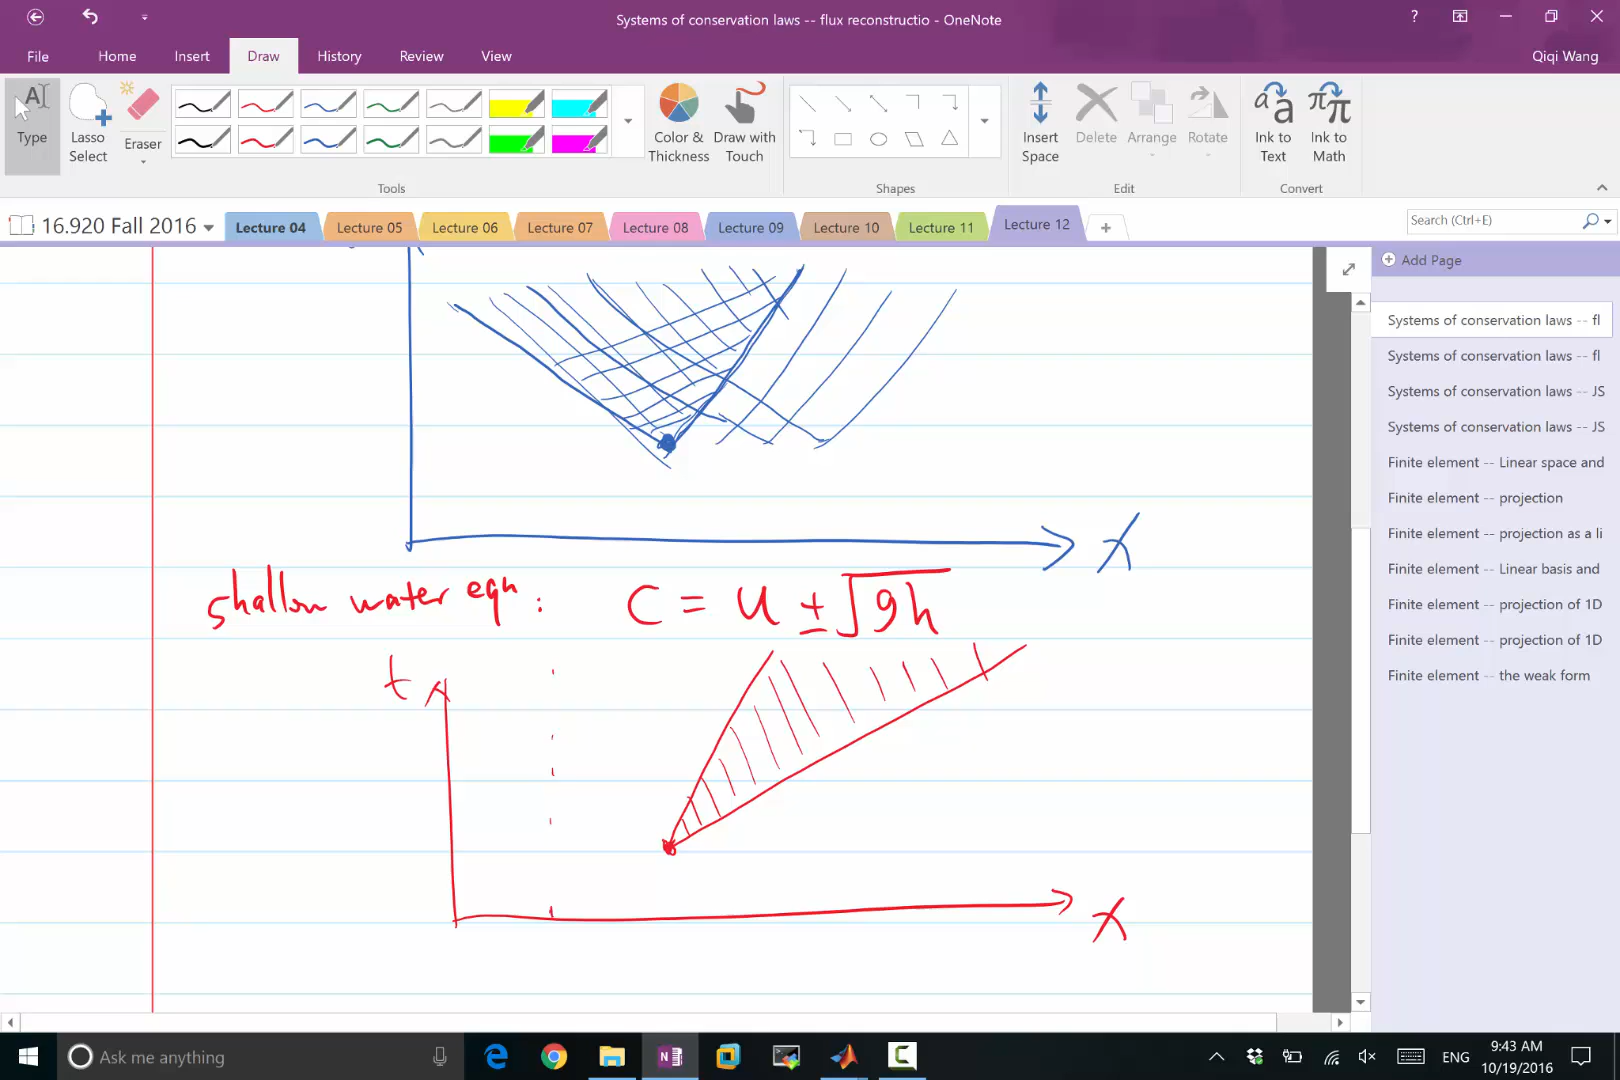 Systems of conservation laws -- flux reconstructio - OneNote
?
File
Home
Insert
Draw
History
Review
View
Qiqi Wang
Type
Lasso Select
Eraser
Color & Thickness
Draw with Touch
Insert Space
Delete
Arrange
Rotate
Ink to Text
Ink to Math
Tools
Shapes
Edit
Convert
16.920 Fall 2016
Lecture 04
Lecture 05
Lecture 06
Lecture 07
Lecture 08
Lecture 09
Lecture 10
Lecture 11
Lecture 12
Search (Ctrl+E)
Add Page
Systems of conservation laws -- fl
Systems of conservation laws -- fl
Systems of conservation laws -- JS
Systems of conservation laws -- JS
Finite element -- Linear space and
Finite element -- projection
Finite element -- projection as a li
Finite element -- Linear basis and
Finite element -- projection of 1D
Finite element -- projection of 1D
Finite element -- the weak form
x
shallow water eqn : C = u ± √gh
t
x
Ask me anything
ENG
9:43 AM
10/19/2016